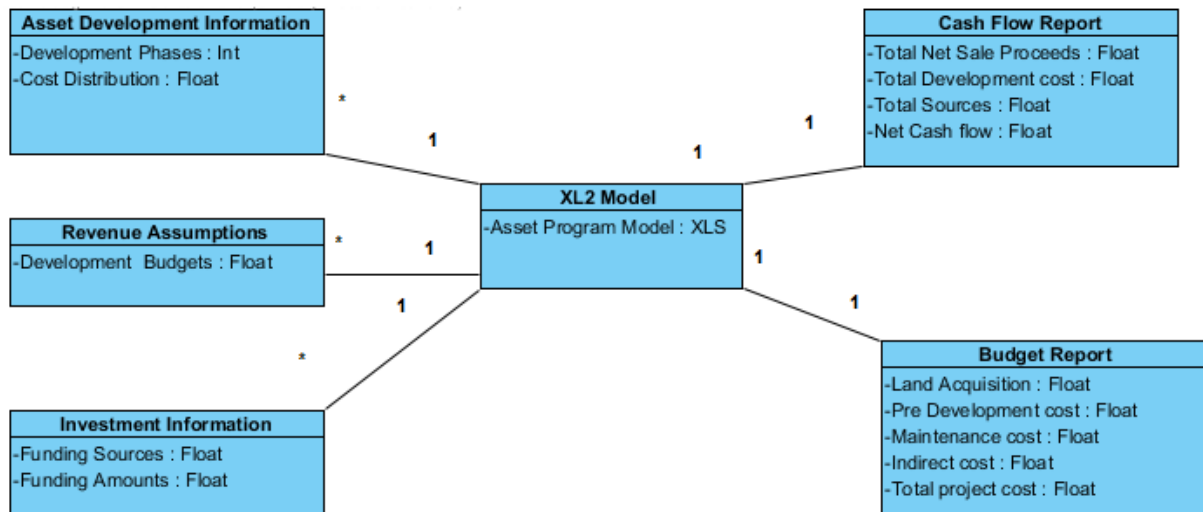 Asset Development Information
-Development Phases : Int
-Cost Distribution : Float
*
1
Cash Flow Report
-Total Net Sale Proceeds : Float
-Total Development cost : Float
-Total Sources : Float
-Net Cash flow : Float
1
1
XL2 Model
-Asset Program Model : XLS
Revenue Assumptions
-Development Budgets : Float
*
1
1
*
1
1
Investment Information
-Funding Sources : Float
-Funding Amounts : Float
Budget Report
-Land Acquisition : Float
-Pre Development cost : Float
-Maintenance cost : Float
-Indirect cost : Float
-Total project cost : Float